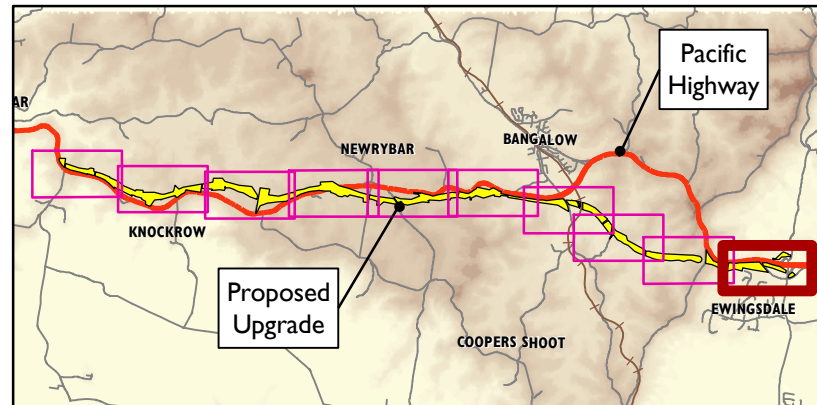 Pacific
Highway
AR
NEWRYBAR
BANGALOW
KNOCKROW
Proposed
Upgrade
EWINGSDALE
COOPERS SHOOT